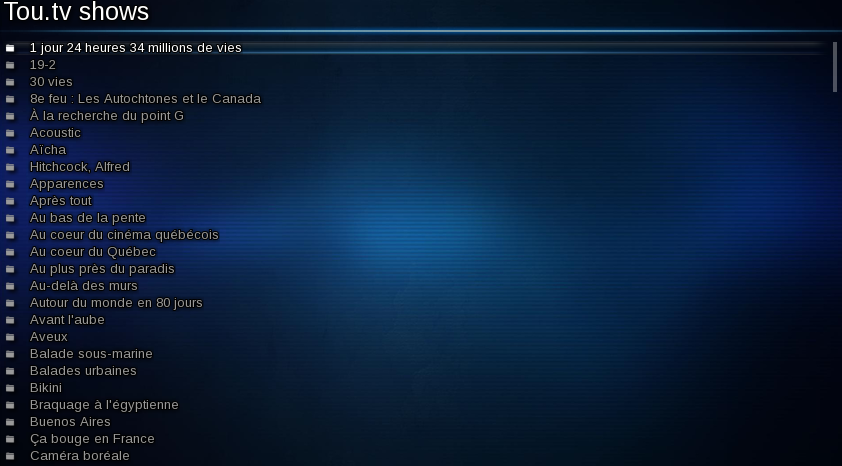 Tou.tv shows
1 jour 24 heures 34 millions de vies
19-2
30 vies
8e feu : Les Autochtones et le Canada
À la recherche du point G
Acoustic
Aïcha
Hitchcock, Alfred
Apparences
Après tout
Au bas de la pente
Au coeur du cinéma québécois
Au coeur du Québec
Au plus près du paradis
Au-delà des murs
Autour du monde en 80 jours
Avant l'aube
Aveux
Balade sous-marine
Balades urbaines
Bikini
Braquage à l'égyptienne
Buenos Aires
Ça bouge en France
Caméra boréale